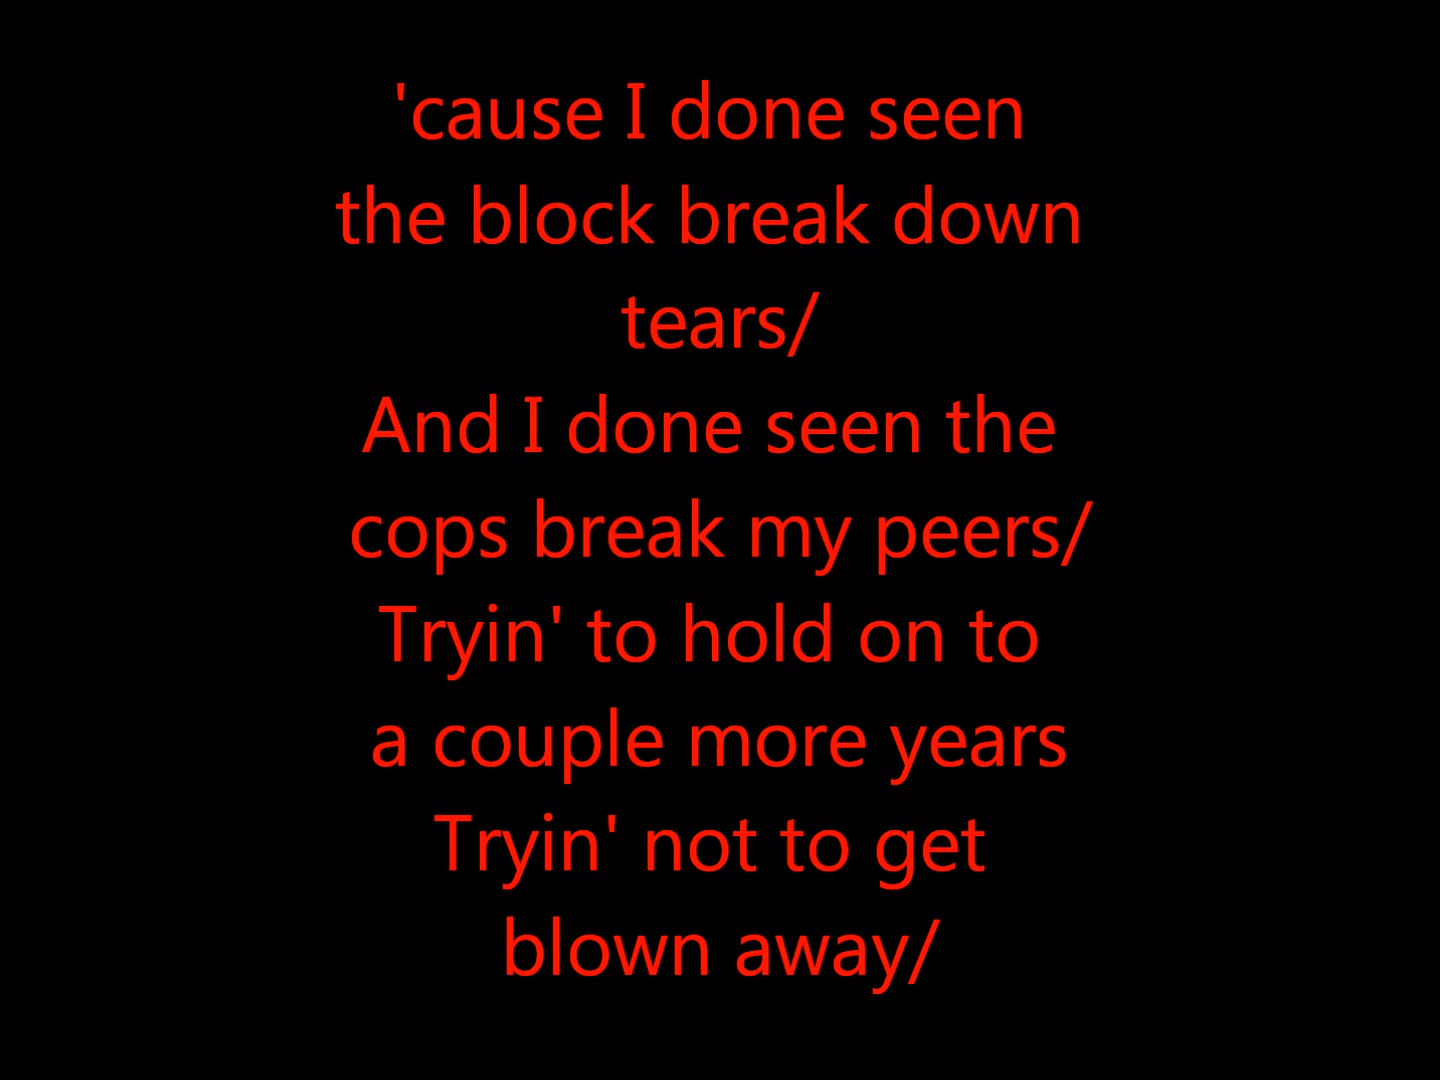 'cause I done seen
the block break down
tears/
And I done seen the
cops break my peers/
Tryin' to hold on to
a couple more years
Tryin' not to get
blown away/